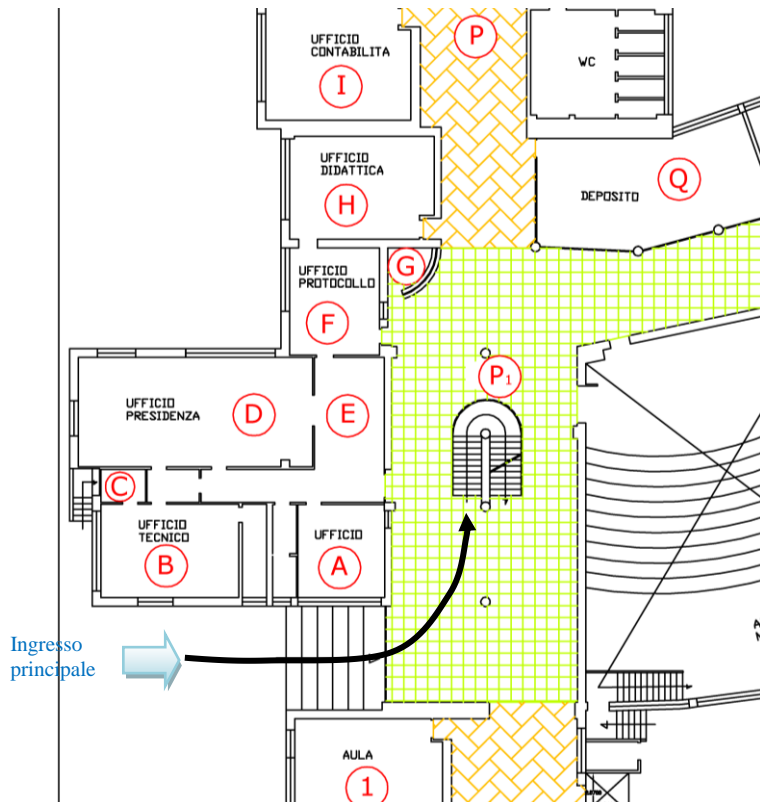 P
UFFICIO
CONTABILITA
I
WC
UFFICIO
DIDATTICA
H
Q
DEPOSITO
G
UFFICIO
PROTOCOLLO
F
P1
UFFICIO
PRESIDENZA
D
E
C
UFFICIO
TECNICO
B
UFFICIO
A
Ingresso
principale
AULA
1